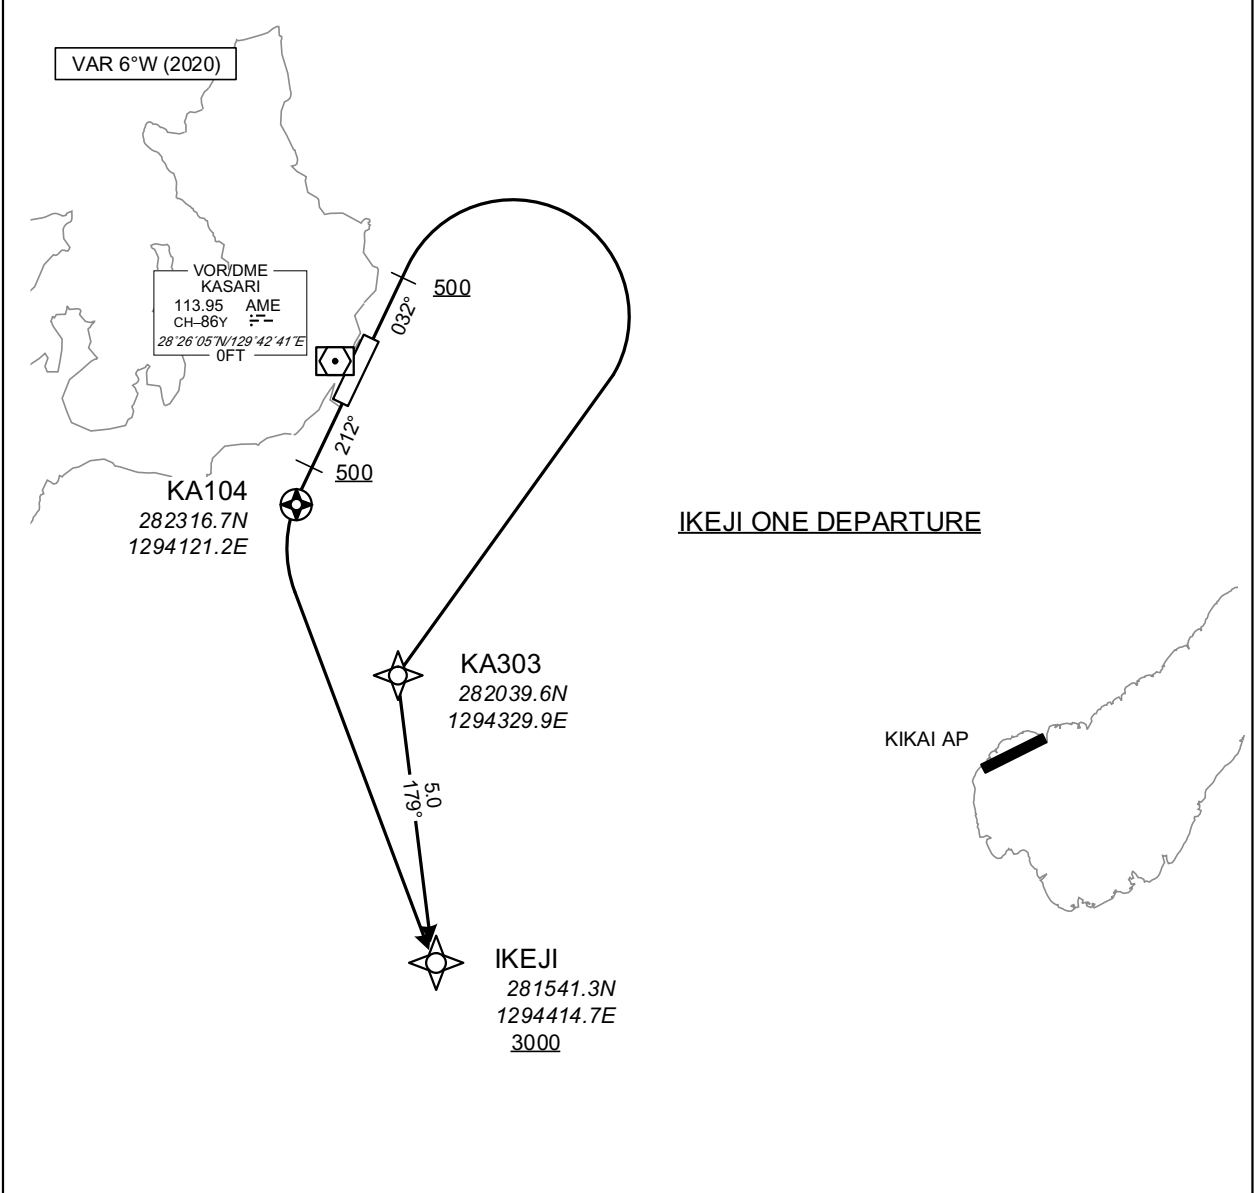 VAR 6°W (2020)
VOR/DME
KASARI
113.95 AME
CH–86Y
28°26'05"N/129°42'41"E
0FT
500
032°
212°
500
KA104
282316.7N
1294121.2E
IKEJI ONE DEPARTURE
KA303
282039.6N
1294329.9E
KIKAI AP
5.0
179°
IKEJI
281541.3N
1294414.7E
3000